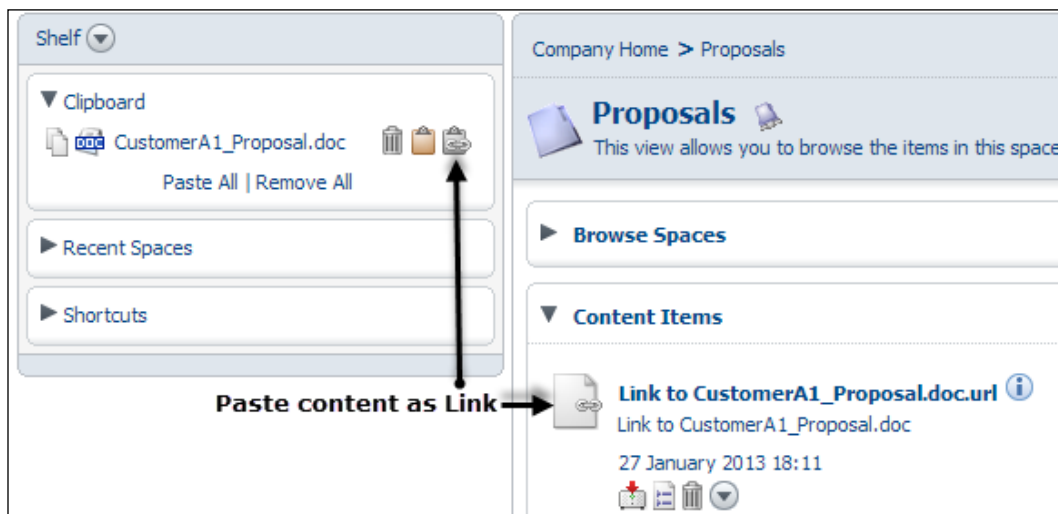 Shelf
Clipboard
DOC CustomerA1_Proposal.doc
Paste All | Remove All
Recent Spaces
Shortcuts
Company Home > Proposals
Proposals
This view allows you to browse the items in this space
Browse Spaces
Content Items
Paste content as Link
Link to CustomerA1_Proposal.doc.url
Link to CustomerA1_Proposal.doc
27 January 2013 18:11